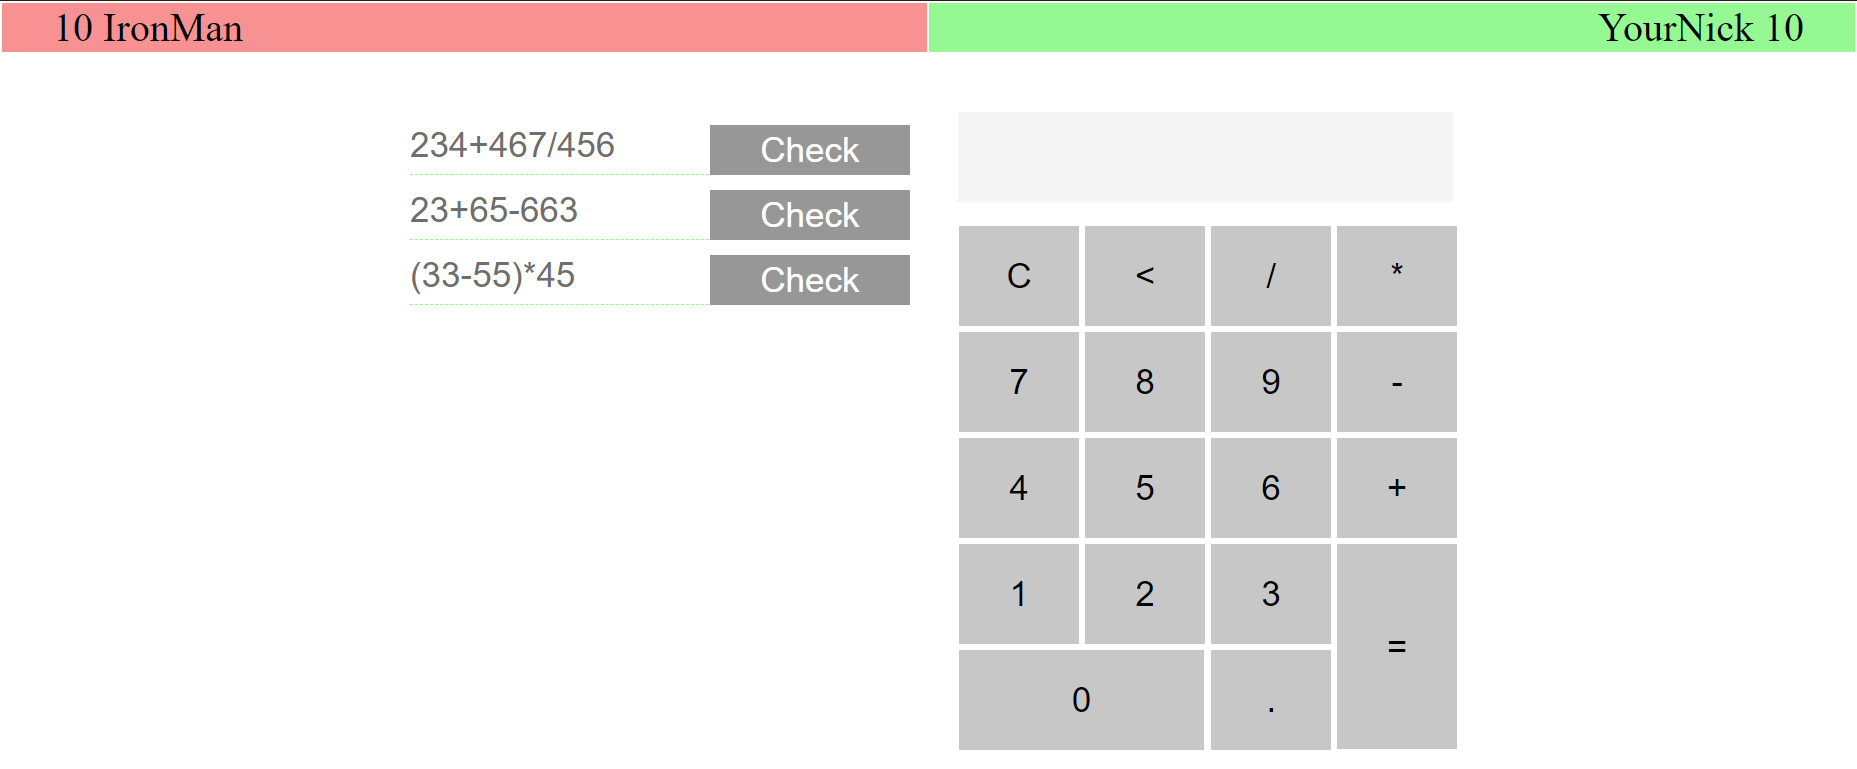 10 IronMan
YourNick 10
234+467/456 Check
23+65-663 Check
(33-55)*45 Check
C < / *
7 8 9 -
4 5 6 +
1 2 3
=
0 .